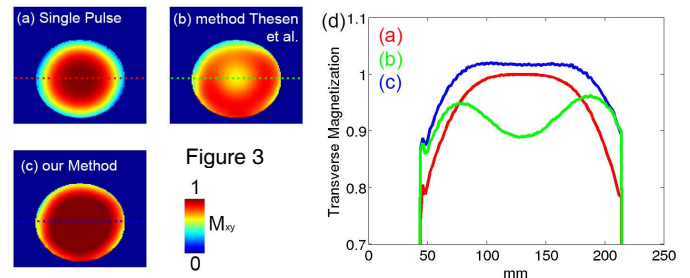 (a) Single Pulse
(b) method Thesen
et al.
(c) our Method
Figure 3
1
Mxy
0
(d)
1.1
1
0.9
0.8
0.7
Transverse Magnetization
(a)
(b)
(c)
0 50 100 150 200 250
mm